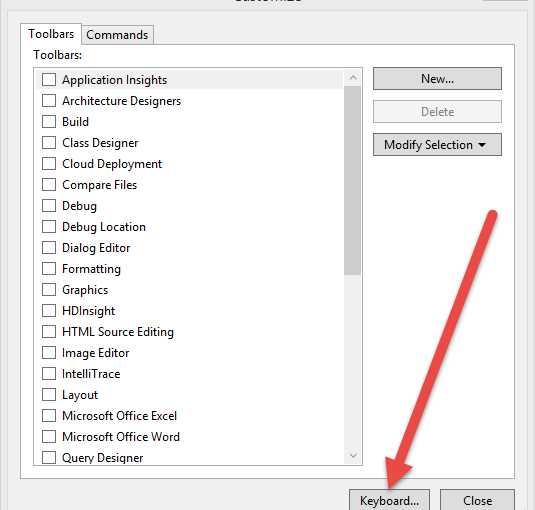 Toolbars
Commands
Toolbars:
Application Insights
Architecture Designers
Build
Class Designer
Cloud Deployment
Compare Files
Debug
Debug Location
Dialog Editor
Formatting
Graphics
HDInsight
HTML Source Editing
Image Editor
IntelliTrace
Layout
Microsoft Office Excel
Microsoft Office Word
Query Designer
New...
Delete
Modify Selection
Keyboard...
Close